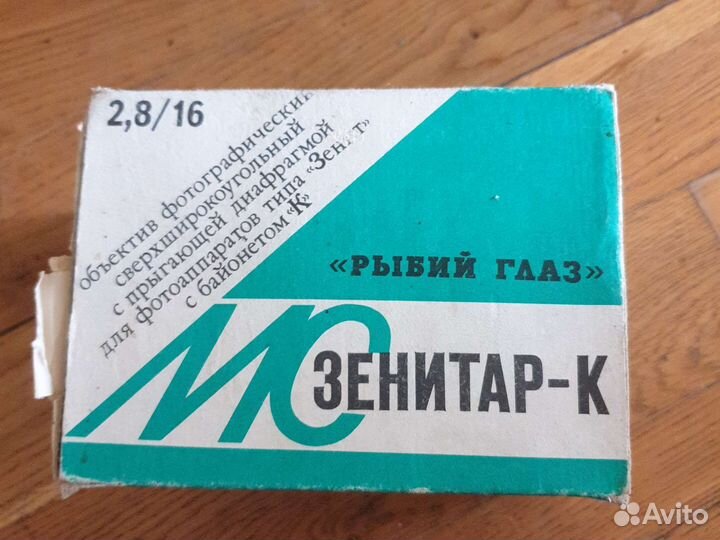 2,8/16
объектив фотографический
сверхширокоугольный
с прыгающей диафрагмой
для фотоаппаратов типа «Зенит»
с байонетом „К“
«РЫБИЙ ГЛАЗ»
МС
ЗЕНИТАР-К
Avito